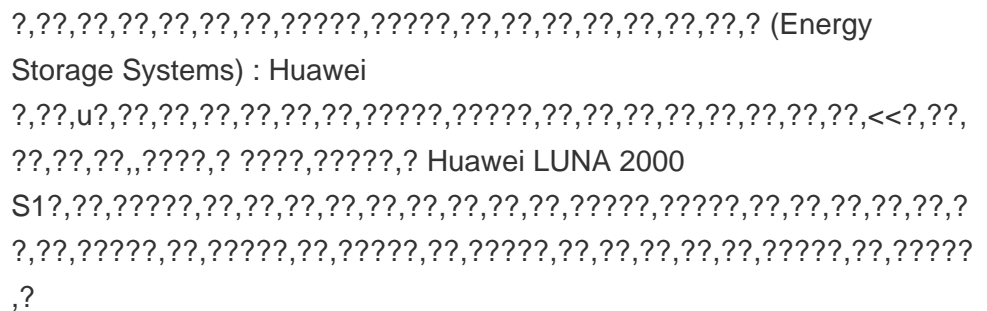 ?,??,??,??,??,??,??,?????,?????,??,??,??,??,??,??,??,? (Energy
Storage Systems) : Huawei
?,??,u?,??,??,??,??,??,??,?????,?????,??,??,??,??,??,??,??,??,<<?,??,
??,??,??,,????,? ????,?????,? Huawei LUNA 2000
S1?,??,?????,??,??,??,??,??,??,??,??,??,?????,?????,??,??,??,??,??,?
?,??,?????,??,?????,??,?????,??,?????,??,??,??,??,??,?????,??,?????
,?